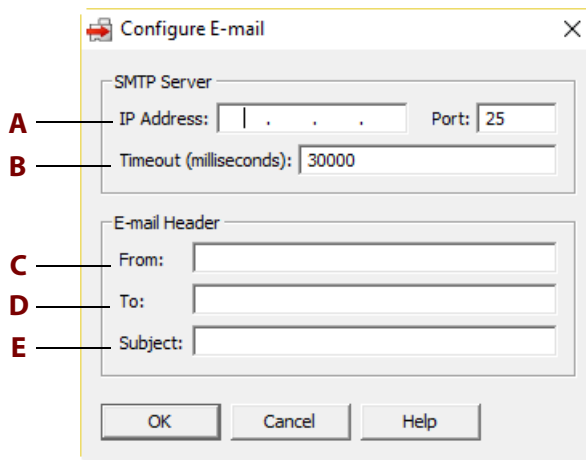 Configure E-mail
SMTP Server
A IP Address: . . . Port: 25
B Timeout (milliseconds): 30000
E-mail Header
C From:
D To:
E Subject:
OK Cancel Help